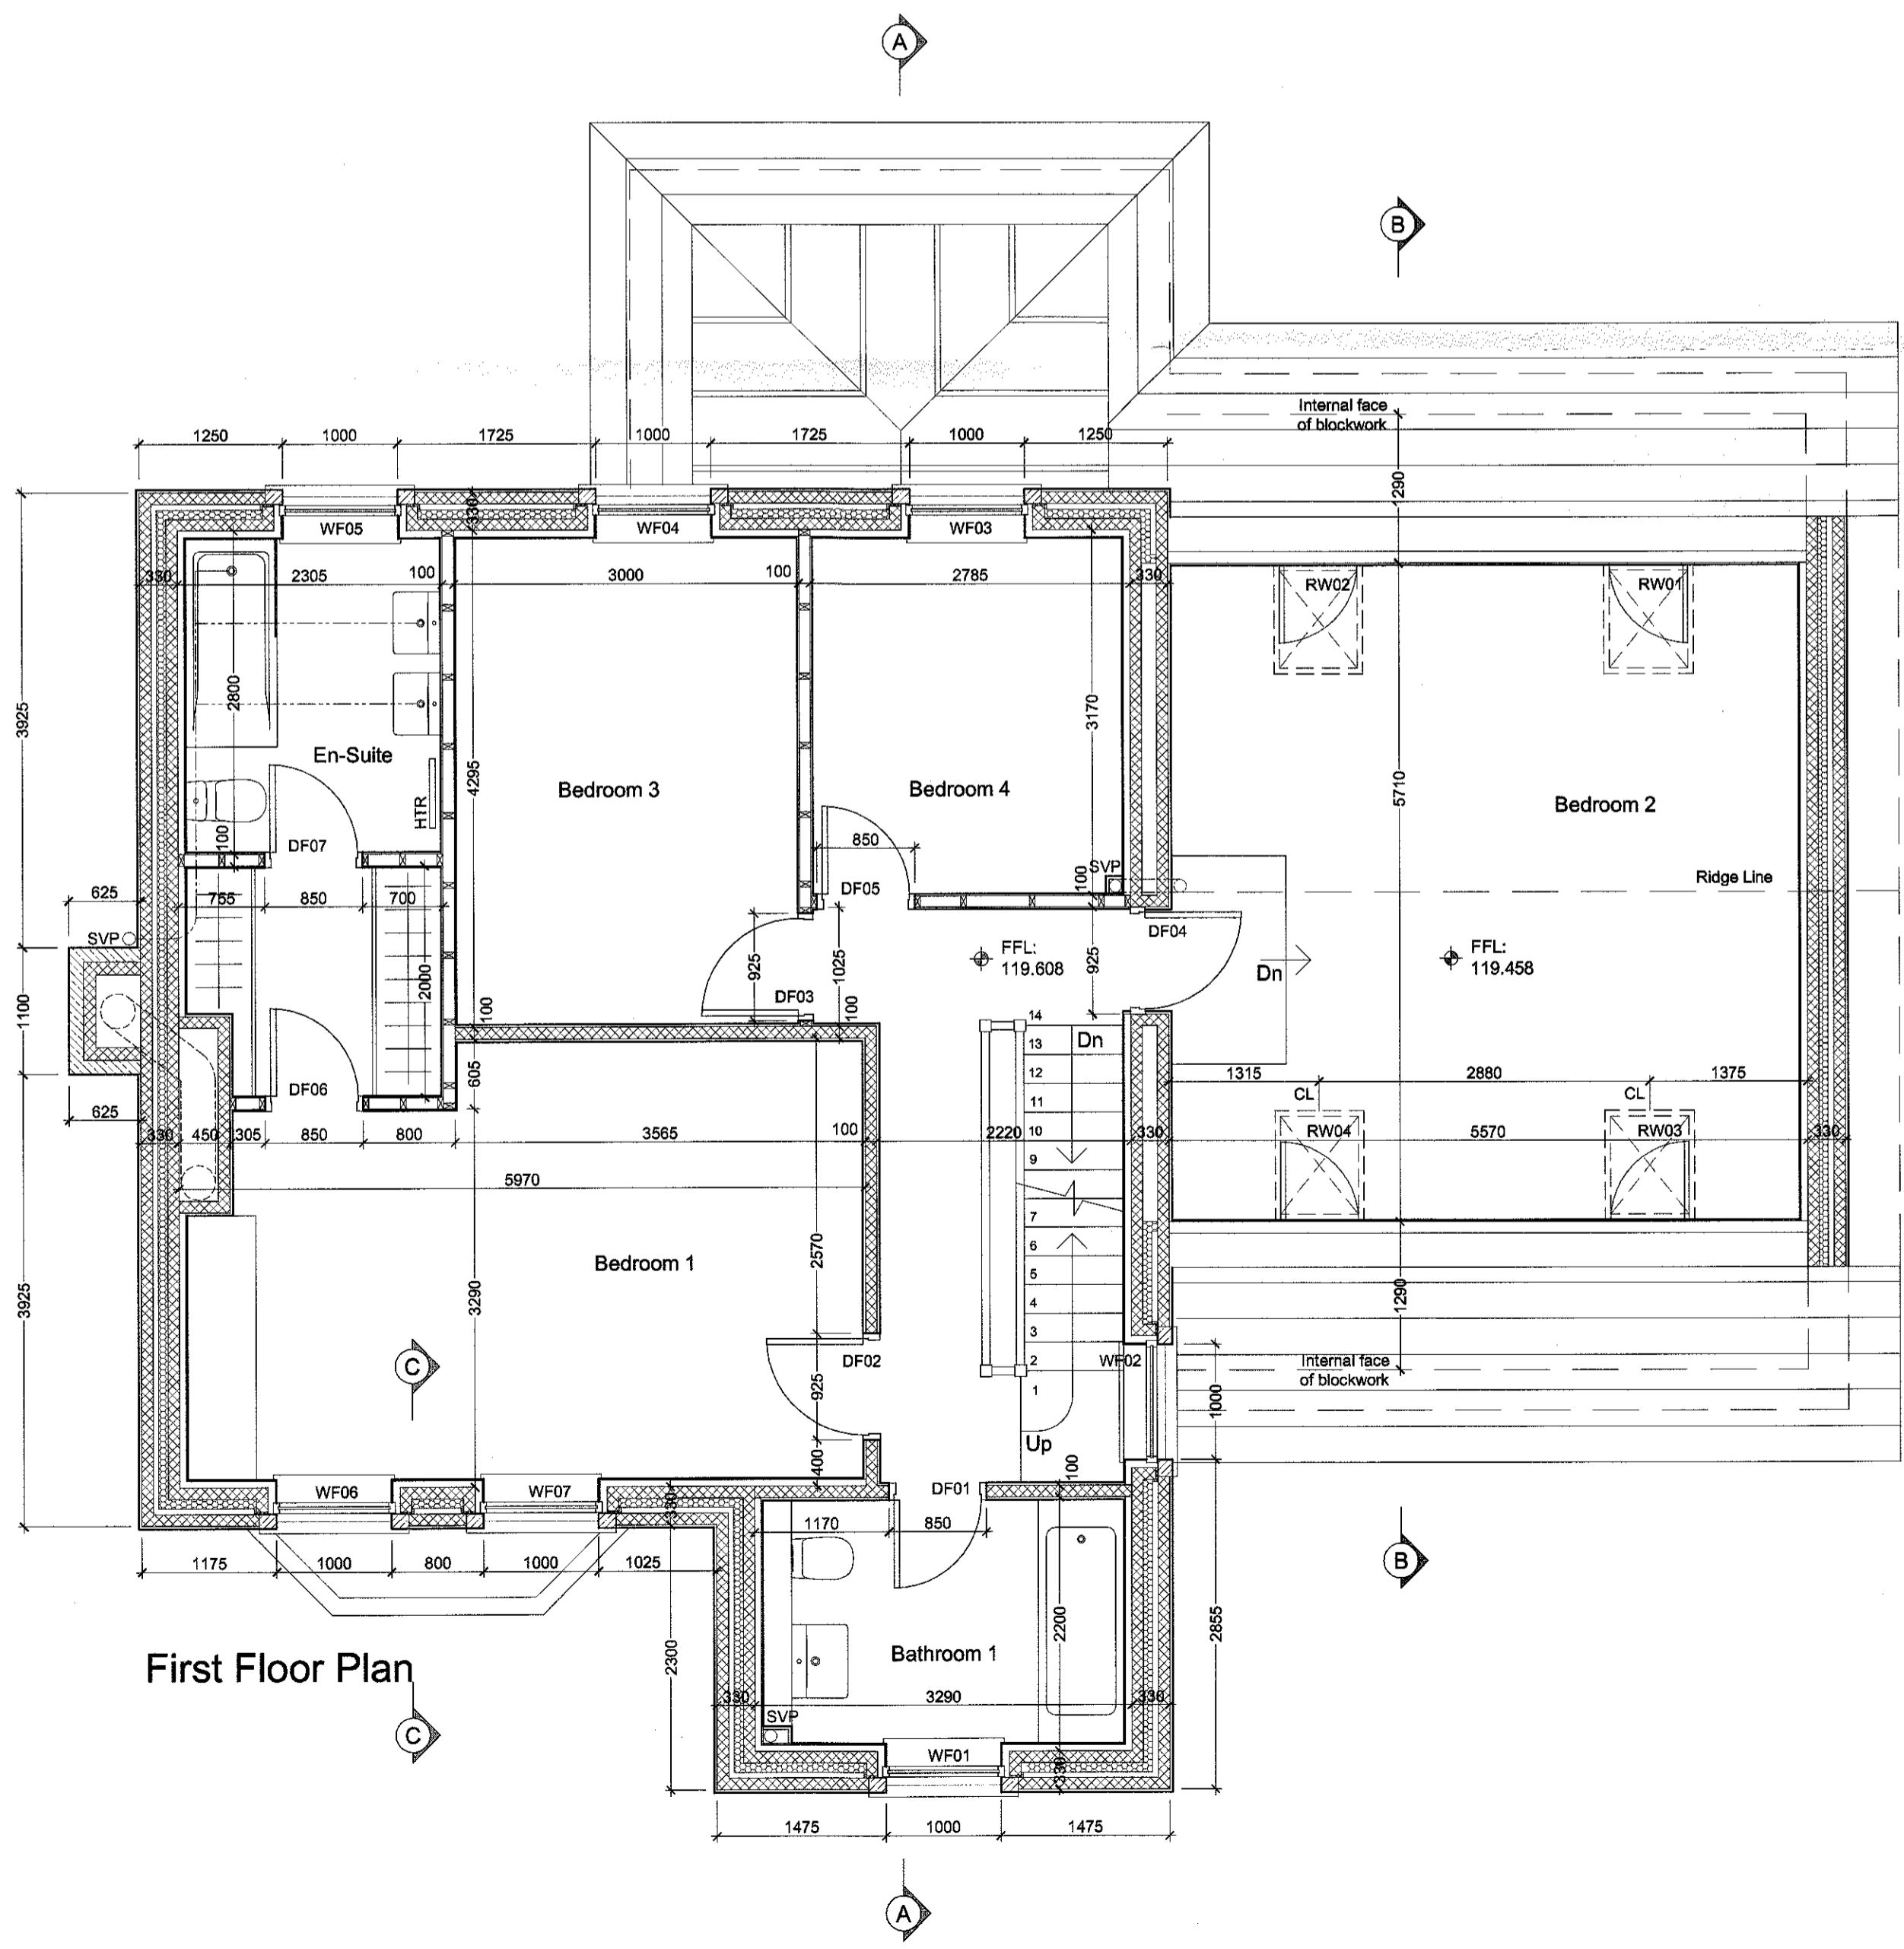 A
B
Internal face
of blockwork
1250
1000
1725
1000
1725
1000
1250
1290
330
WF05
WF04
WF03
330
2305
100
3000
100
2785
330
RW02
RW01
3925
2800
4295
3170
5710
En-Suite
HTR
Bedroom 3
Bedroom 4
Bedroom 2
100
DF07
850
DF05
SVP
100
Ridge Line
625
755
850
700
SVP
DF04
925
1025
925
FFL:
119.608
FFL:
119.458
Dn
2000
DF03
100
100
1100
14
13
12
11
10
9
7
6
5
4
3
2
1
Dn
605
DF06
625
1315
2880
1375
CL
CL
330
450
305
850
800
3565
100
2220
330
RW04
5570
RW03
330
5970
2570
Bedroom 1
3925
3290
1290
C
DF02
925
WF02
Internal face
of blockwork
1000
Up
400
100
WF06
WF07
DF01
330
1175
1000
800
1000
1025
1170
850
B
2300
2200
2855
Bathroom 1
First Floor Plan
330
3290
330
SVP
C
WF01
330
1475
1000
1475
A